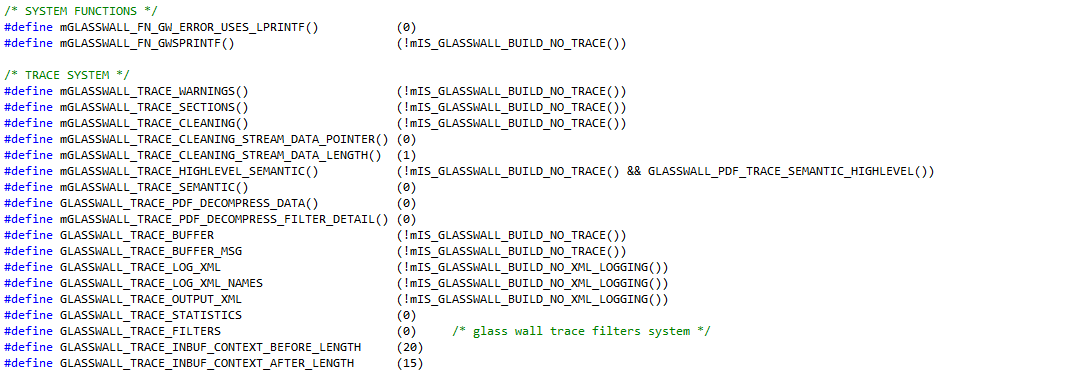 /* SYSTEM FUNCTIONS */
#define mGLASSWALL_FN_GW_ERROR_USES_LPRINTF() (0)
#define mGLASSWALL_FN_GWSPRINTF() (!mIS_GLASSWALL_BUILD_NO_TRACE())

/* TRACE SYSTEM */
#define mGLASSWALL_TRACE_WARNINGS() (!mIS_GLASSWALL_BUILD_NO_TRACE())
#define mGLASSWALL_TRACE_SECTIONS() (!mIS_GLASSWALL_BUILD_NO_TRACE())
#define mGLASSWALL_TRACE_CLEANING() (!mIS_GLASSWALL_BUILD_NO_TRACE())
#define mGLASSWALL_TRACE_CLEANING_STREAM_DATA_POINTER() (0)
#define mGLASSWALL_TRACE_CLEANING_STREAM_DATA_LENGTH() (1)
#define mGLASSWALL_TRACE_HIGHLEVEL_SEMANTIC() (!mIS_GLASSWALL_BUILD_NO_TRACE() && GLASSWALL_PDF_TRACE_SEMANTIC_HIGHLEVEL())
#define mGLASSWALL_TRACE_SEMANTIC() (0)
#define GLASSWALL_TRACE_PDF_DECOMPRESS_DATA() (0)
#define mGLASSWALL_TRACE_PDF_DECOMPRESS_FILTER_DETAIL() (0)
#define GLASSWALL_TRACE_BUFFER (!mIS_GLASSWALL_BUILD_NO_TRACE())
#define GLASSWALL_TRACE_BUFFER_MSG (!mIS_GLASSWALL_BUILD_NO_TRACE())
#define GLASSWALL_TRACE_LOG_XML (!mIS_GLASSWALL_BUILD_NO_XML_LOGGING())
#define GLASSWALL_TRACE_LOG_XML_NAMES (!mIS_GLASSWALL_BUILD_NO_XML_LOGGING())
#define GLASSWALL_TRACE_OUTPUT_XML (!mIS_GLASSWALL_BUILD_NO_XML_LOGGING())
#define GLASSWALL_TRACE_STATISTICS (0)
#define GLASSWALL_TRACE_FILTERS (0) /* glass wall trace filters system */
#define GLASSWALL_TRACE_INBUF_CONTEXT_BEFORE_LENGTH (20)
#define GLASSWALL_TRACE_INBUF_CONTEXT_AFTER_LENGTH (15)